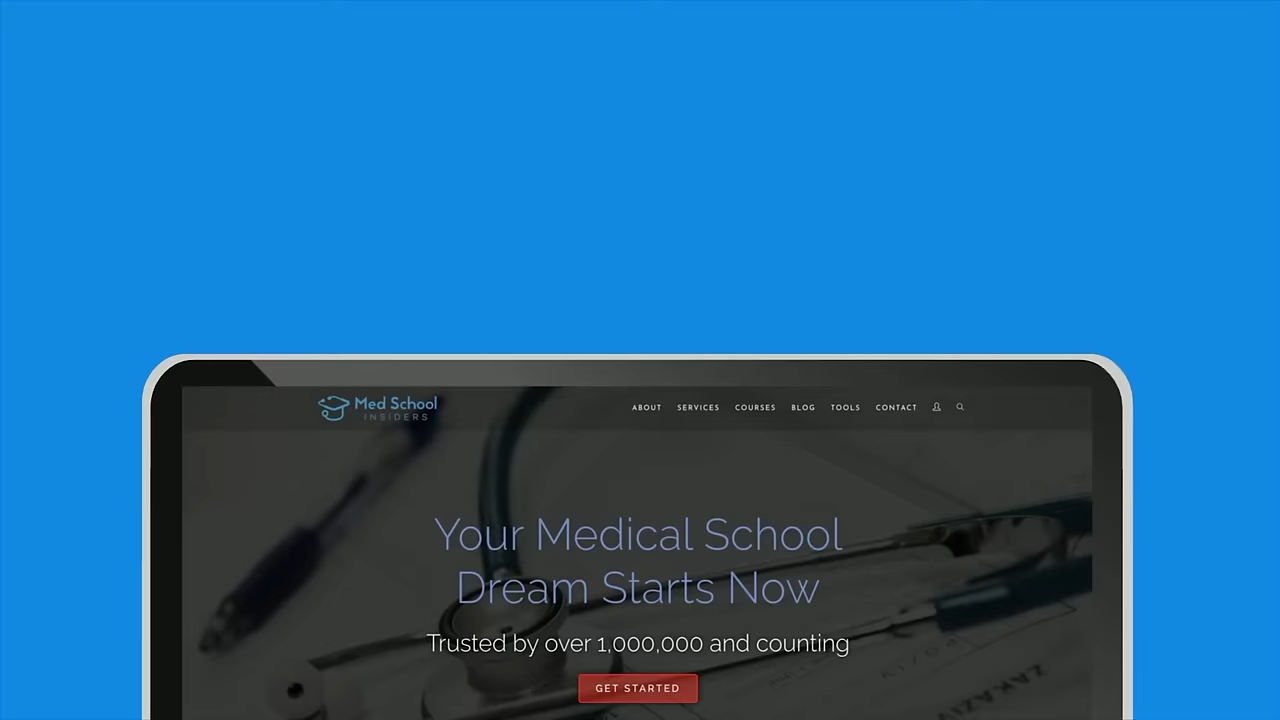 Med School
INSIDERS
ABOUT SERVICES COURSES BLOG TOOLS CONTACT
Your Medical School
Dream Starts Now
Trusted by over 1,000,000 and counting
GET STARTED
ZAKAZIV